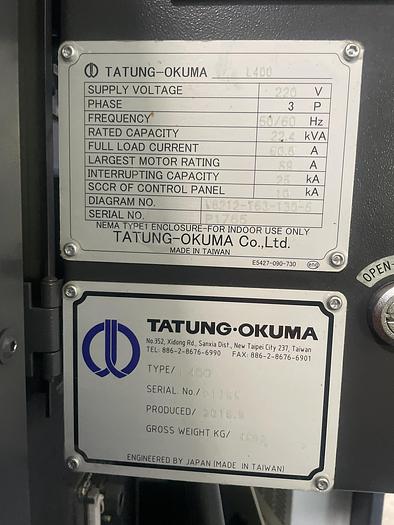 TATUNG-OKUMA L400
SUPPLY VOLTAGE 220 V
PHASE 3 P
FREQUENCY 50/60 Hz
RATED CAPACITY kVA
FULL LOAD CURRENT A
LARGEST MOTOR RATING A
INTERRUPTING CAPACITY 25 kA
SCCR OF CONTROL PANEL 10 kA
DIAGRAM NO.
SERIAL NO. P1765
NEMA TYPE1 ENCLOSURE-FOR INDOOR USE ONLY
TATUNG-OKUMA Co.,Ltd.
MADE IN TAIWAN
E5427-090-730 end
OPEN
TATUNG·OKUMA
No.352, Xidong Rd., Sanxia Dist., New Taipei City 237, Taiwan
TEL: 886-2-8676-6990 FAX: 886-2-8676-6901
TYPE/
SERIAL No./
PRODUCED/
GROSS WEIGHT KG/
ENGINEERED BY JAPAN (MADE IN TAIWAN)